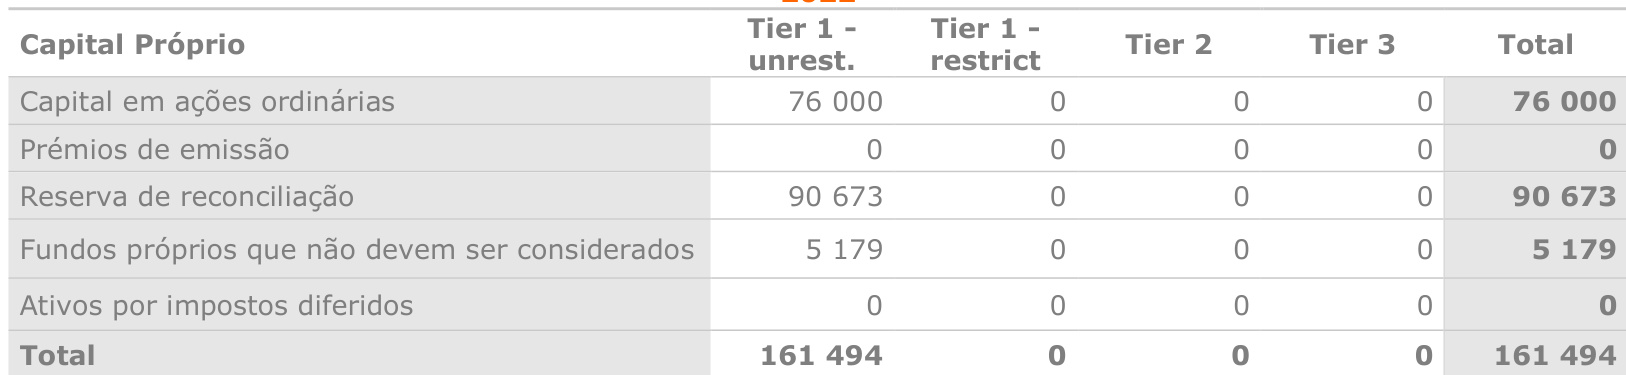 Tier 1 - Tier 1 -
Capital Próprio Tier 2 Tier 3 Total
unrest. restrict
Capital em ações ordinárias 76 000 0 0 0 76 000
Prémios de emissão 0 0 0 0 0
Reserva de reconciliação 90 673 0 0 0 90 673
Fundos próprios que não devem ser considerados 5 179 0 0 0 5 179
Ativos por impostos diferidos 0 0 0 0 0
Total 161 494 0 0 0 161 494